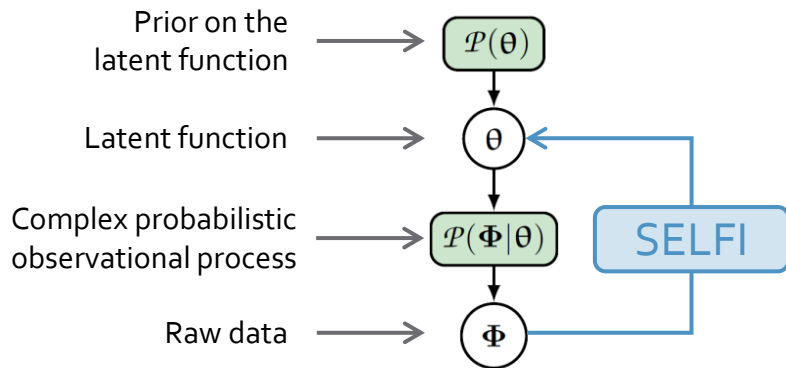 Prior on the
latent function
𝒫(θ)
Latent function
θ
Complex probabilistic
observational process
𝒫(Φ|θ)
SELFI
Raw data
Φ